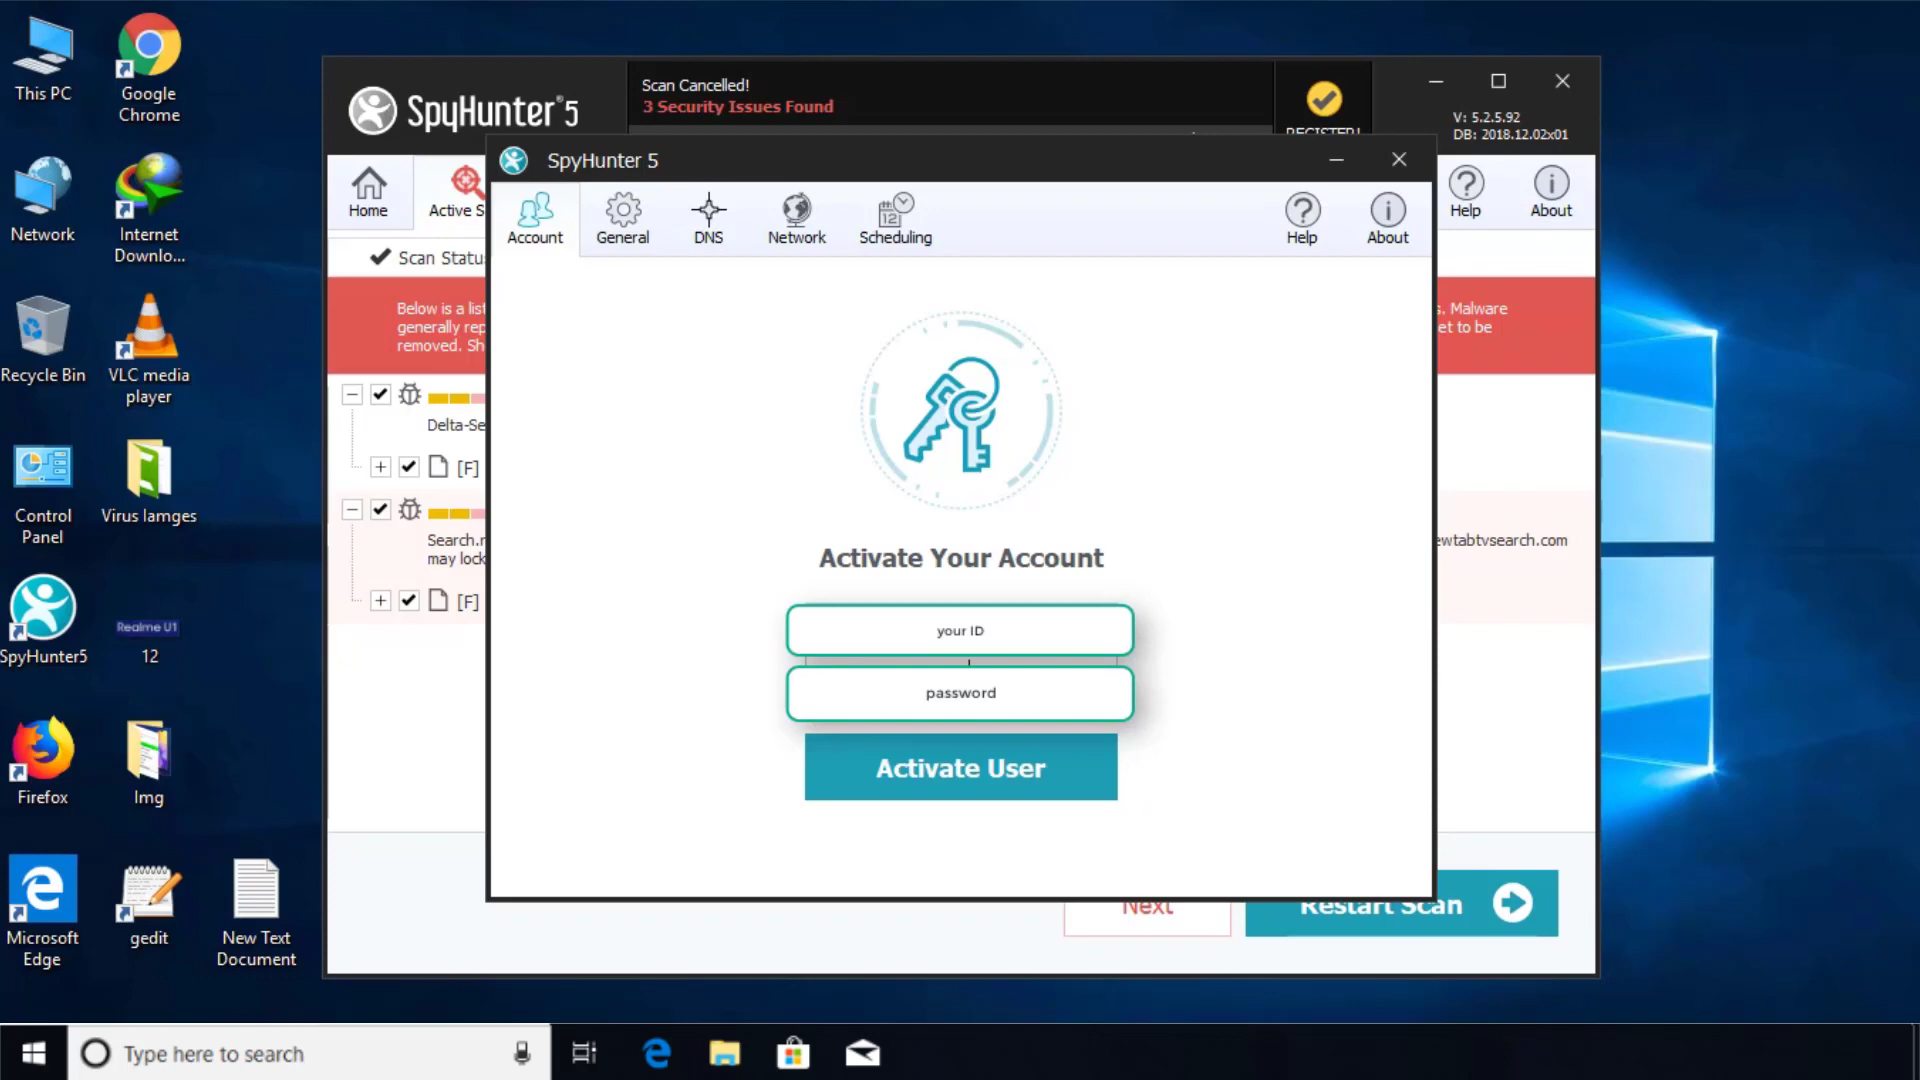 This PC
Google
Chrome
Network
Internet
Downlo...
Recycle Bin
VLC media
player
Control
Panel
Virus Iamges
SpyHunter5
Realme U1
12
Firefox
Img
Microsoft
Edge
gedit
New Text
Document
SpyHunter®5
Scan Cancelled!
3 Security Issues Found
REGISTER!
V: 5.2.5.92
DB: 2018.12.02x01
Home
Active S
Help
About
Scan Statu
Below is a list
generally rep
removed. Sh
s. Malware
et to be
Delta-Se
[F]
Search.n
may lock
ewtabtvsearch.com
[F]
SpyHunter 5
Account
General
DNS
Network
12
Scheduling
Help
About
Activate Your Account
your ID
password
Activate User
Next
Restart Scan
Type here to search